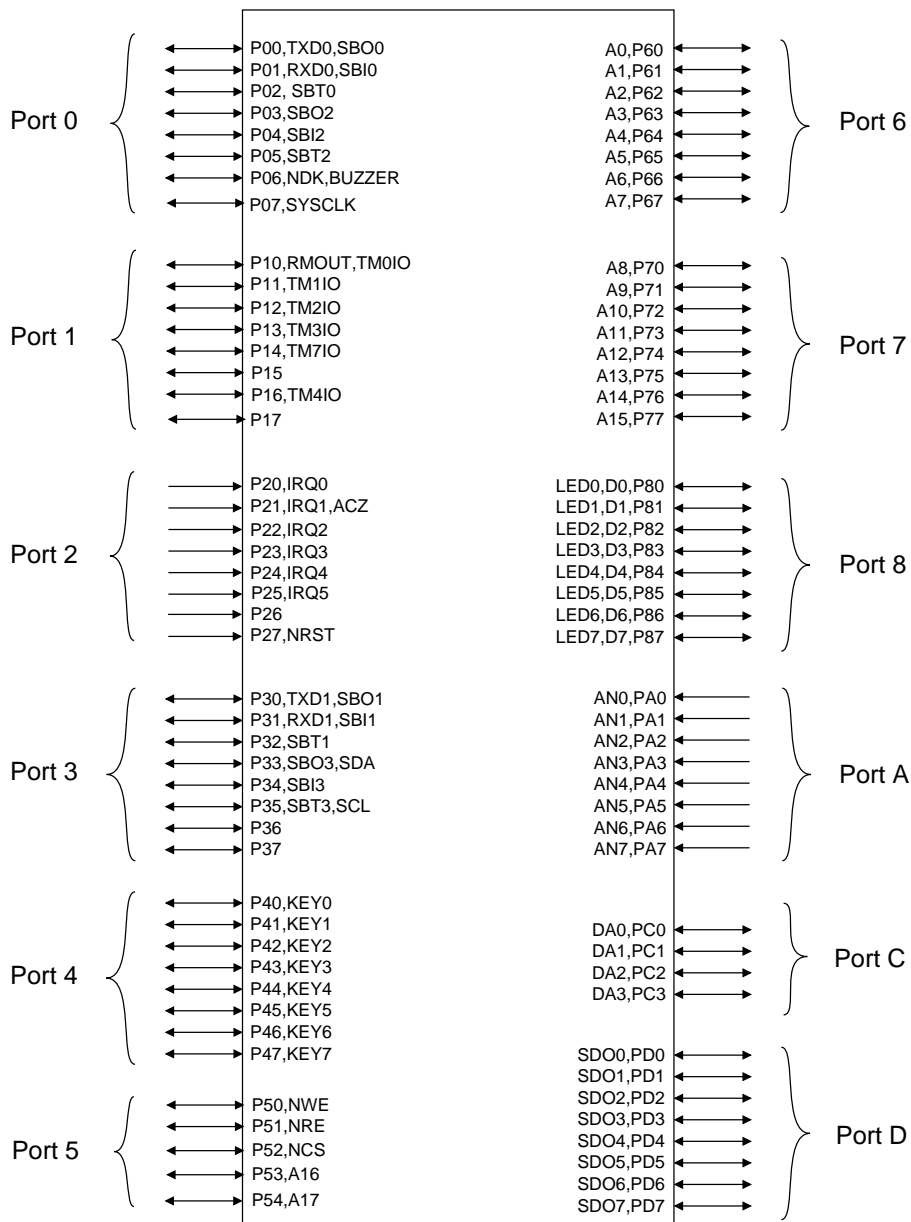 Port 0
P00,TXD0,SBO0
P01,RXD0,SBI0
P02, SBT0
P03,SBO2
P04,SBI2
P05,SBT2
P06,NDK,BUZZER
P07,SYSCLK
Port 1
P10,RMOUT,TM0IO
P11,TM1IO
P12,TM2IO
P13,TM3IO
P14,TM7IO
P15
P16,TM4IO
P17
Port 2
P20,IRQ0
P21,IRQ1,ACZ
P22,IRQ2
P23,IRQ3
P24,IRQ4
P25,IRQ5
P26
P27,NRST
Port 3
P30,TXD1,SBO1
P31,RXD1,SBI1
P32,SBT1
P33,SBO3,SDA
P34,SBI3
P35,SBT3,SCL
P36
P37
Port 4
P40,KEY0
P41,KEY1
P42,KEY2
P43,KEY3
P44,KEY4
P45,KEY5
P46,KEY6
P47,KEY7
Port 5
P50,NWE
P51,NRE
P52,NCS
P53,A16
P54,A17
A0,P60
A1,P61
A2,P62
A3,P63
A4,P64
A5,P65
A6,P66
A7,P67
Port 6
A8,P70
A9,P71
A10,P72
A11,P73
A12,P74
A13,P75
A14,P76
A15,P77
Port 7
LED0,D0,P80
LED1,D1,P81
LED2,D2,P82
LED3,D3,P83
LED4,D4,P84
LED5,D5,P85
LED6,D6,P86
LED7,D7,P87
Port 8
AN0,PA0
AN1,PA1
AN2,PA2
AN3,PA3
AN4,PA4
AN5,PA5
AN6,PA6
AN7,PA7
Port A
DA0,PC0
DA1,PC1
DA2,PC2
DA3,PC3
Port C
SDO0,PD0
SDO1,PD1
SDO2,PD2
SDO3,PD3
SDO4,PD4
SDO5,PD5
SDO6,PD6
SDO7,PD7
Port D